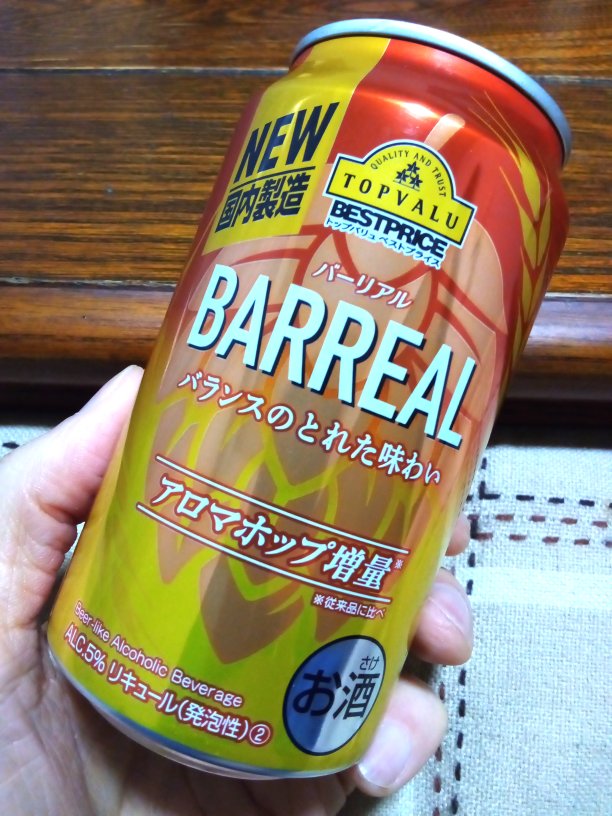 NEW
国内製造
QUALITY AND TRUST
TOPVALU
BESTPRICE
トップバリュ ベストプライス
バーリアル
BARREAL
バランスのとれた味わい
アロマホップ増量※
※従来品に比べ
Beer-like Alcoholic Beverage
ALC.5% リキュール(発泡性)②
さけ
お酒